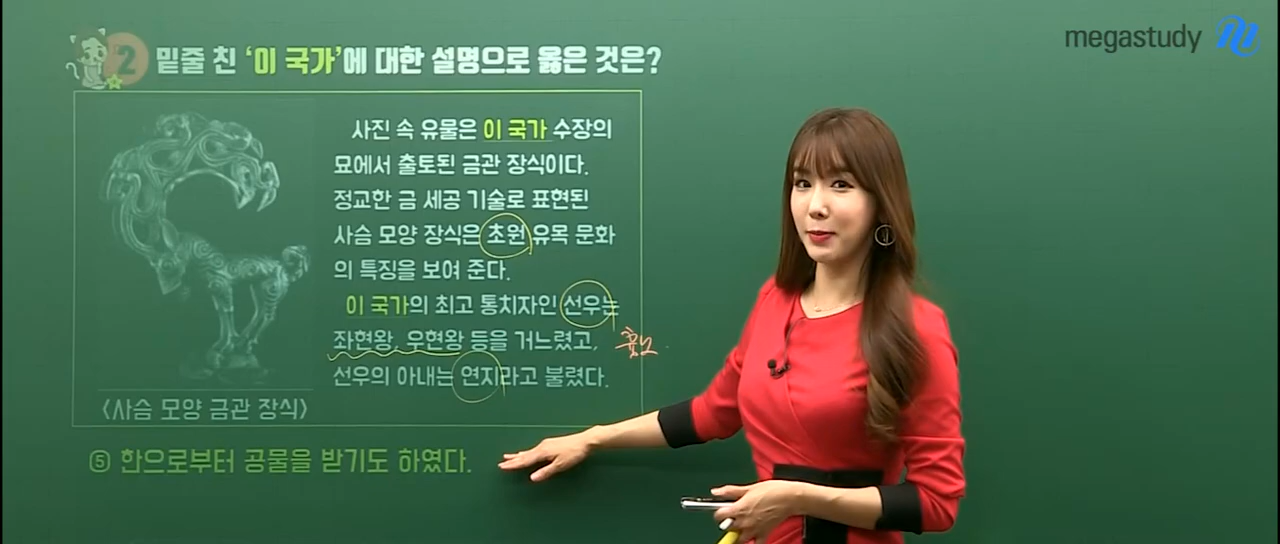 megastudy
2 밑줄 친 ‘이 국가’에 대한 설명으로 옳은 것은?
사진 속 유물은 이 국가 수장의
묘에서 출토된 금관 장식이다.
정교한 금 세공 기술로 표현된
사슴 모양 장식은 초원 유목 문화
의 특징을 보여 준다.
이 국가의 최고 통치자인 선우는
좌현왕, 우현왕 등을 거느렸고,
흉노
선우의 아내는 연지라고 불렸다.
<사슴 모양 금관 장식>
⑤ 한으로부터 공물을 받기도 하였다.